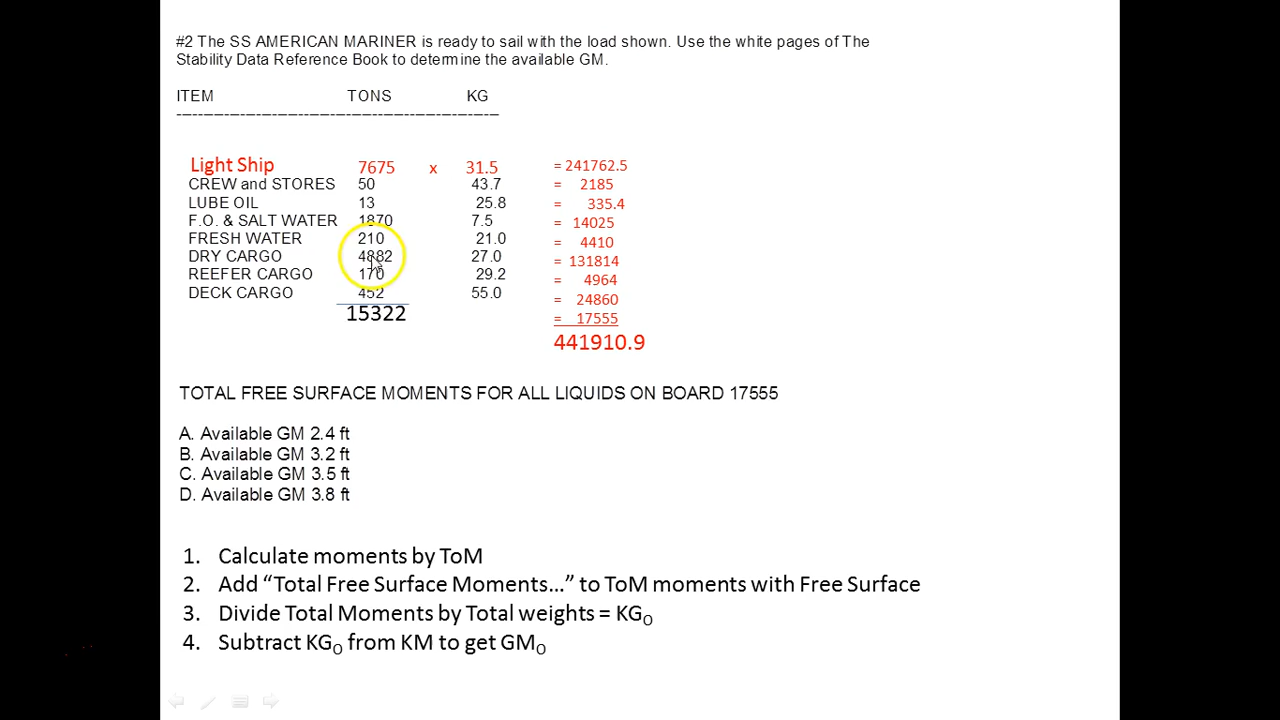 #2 The SS AMERICAN MARINER is ready to sail with the load shown. Use the white pages of The
Stability Data Reference Book to determine the available GM.
ITEM TONS KG
--------------------------------------------------------------
Light Ship 7675 x 31.5 = 241762.5
CREW and STORES 50 43.7 = 2185
LUBE OIL 13 25.8 = 335.4
F.O. & SALT WATER 1870 7.5 = 14025
FRESH WATER 210 21.0 = 4410
DRY CARGO 4882 27.0 = 131814
REEFER CARGO 170 29.2 = 4964
DECK CARGO 452 55.0 = 24860
= 17555
15322 441910.9
TOTAL FREE SURFACE MOMENTS FOR ALL LIQUIDS ON BOARD 17555
A. Available GM 2.4 ft
B. Available GM 3.2 ft
C. Available GM 3.5 ft
D. Available GM 3.8 ft
1. Calculate moments by ToM
2. Add “Total Free Surface Moments…” to ToM moments with Free Surface
3. Divide Total Moments by Total weights = KGO
4. Subtract KGO from KM to get GMO